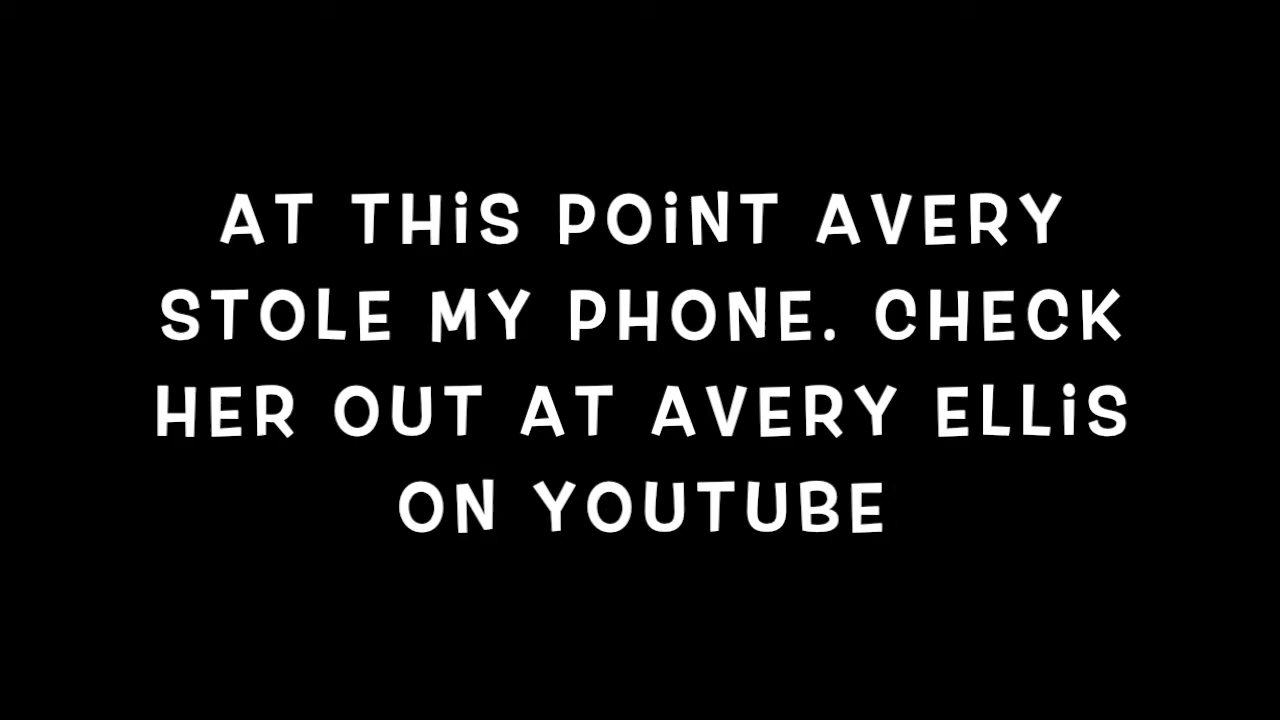 AT THiS POiNT AVERY
STOLE MY PHONE. CHECK
HER OUT AT AVERY ELLiS
ON YOUTUBE